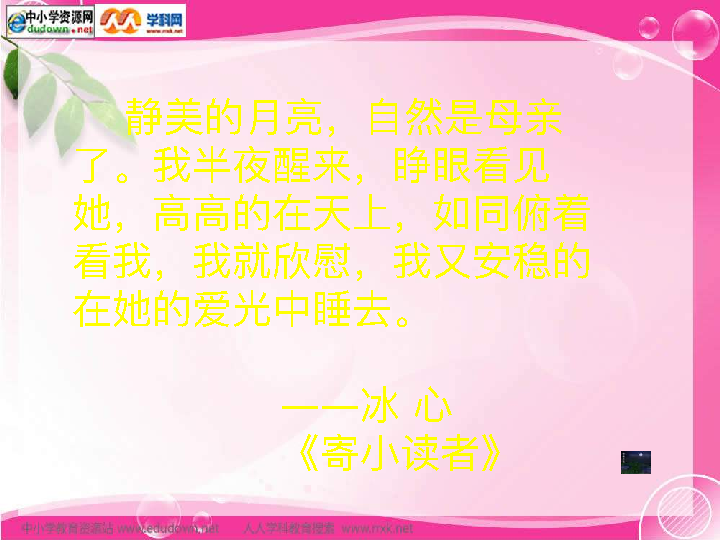 中小学资源网
edudown.net
学科网
www.nxk.net
静美的月亮，自然是母亲
了。我半夜醒来，睁眼看见
她，高高的在天上，如同俯着
看我，我就欣慰，我又安稳的
在她的爱光中睡去。
——冰 心
《寄小读者》
中小学教育资源站 www.edudown.net 人人学科教育搜索 www.nxk.net